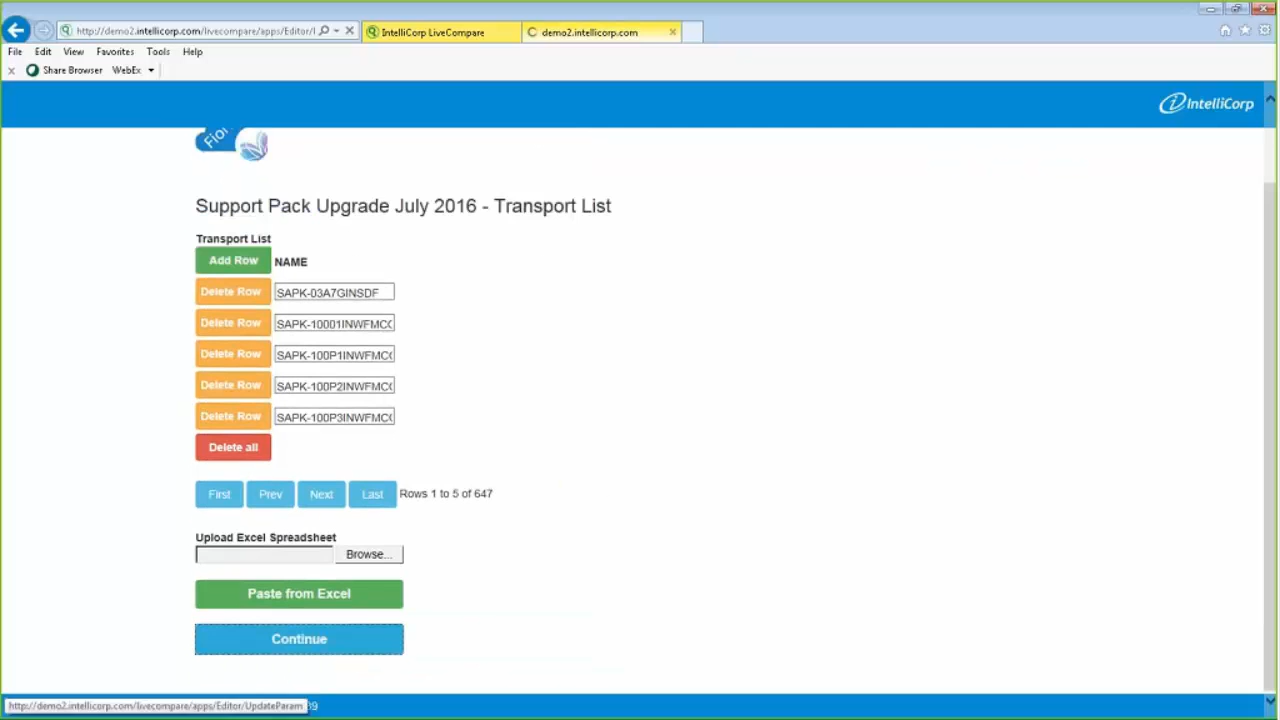 http://demo2.intellicorp.com/livecompare/apps/Editor/
IntelliCorp LiveCompare
demo2.intellicorp.com
File Edit View Favorites Tools Help
x Share Browser WebEx
IntelliCorp
Fior
Support Pack Upgrade July 2016 - Transport List
Transport List
Add Row NAME
Delete Row SAPK-03A7GINSDF
Delete Row SAPK-10001INWFMC
Delete Row SAPK-100P1INWFMC
Delete Row SAPK-100P2INWFMC
Delete Row SAPK-100P3INWFMC
Delete all
First Prev Next Last Rows 1 to 5 of 647
Upload Excel Spreadsheet
Browse...
Paste from Excel
Continue
http://demo2.intellicorp.com/livecompare/apps/Editor/UpdateParam 39